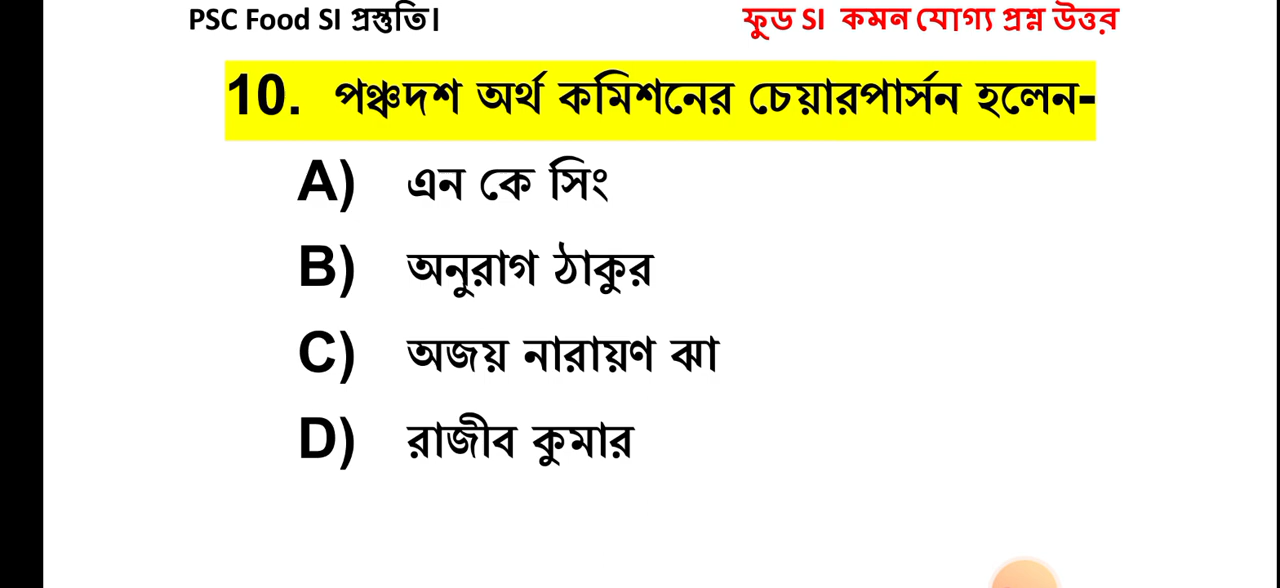 PSC Food SI প্রস্তুতি।
ফুড SI কমন যোগ্য প্রশ্ন উত্তর
10. পঞ্চদশ অর্থ কমিশনের চেয়ারপার্সন হলেন-
A) এন কে সিং
B) অনুরাগ ঠাকুর
C) অজয় নারায়ণ ঝা
D) রাজীব কুমার